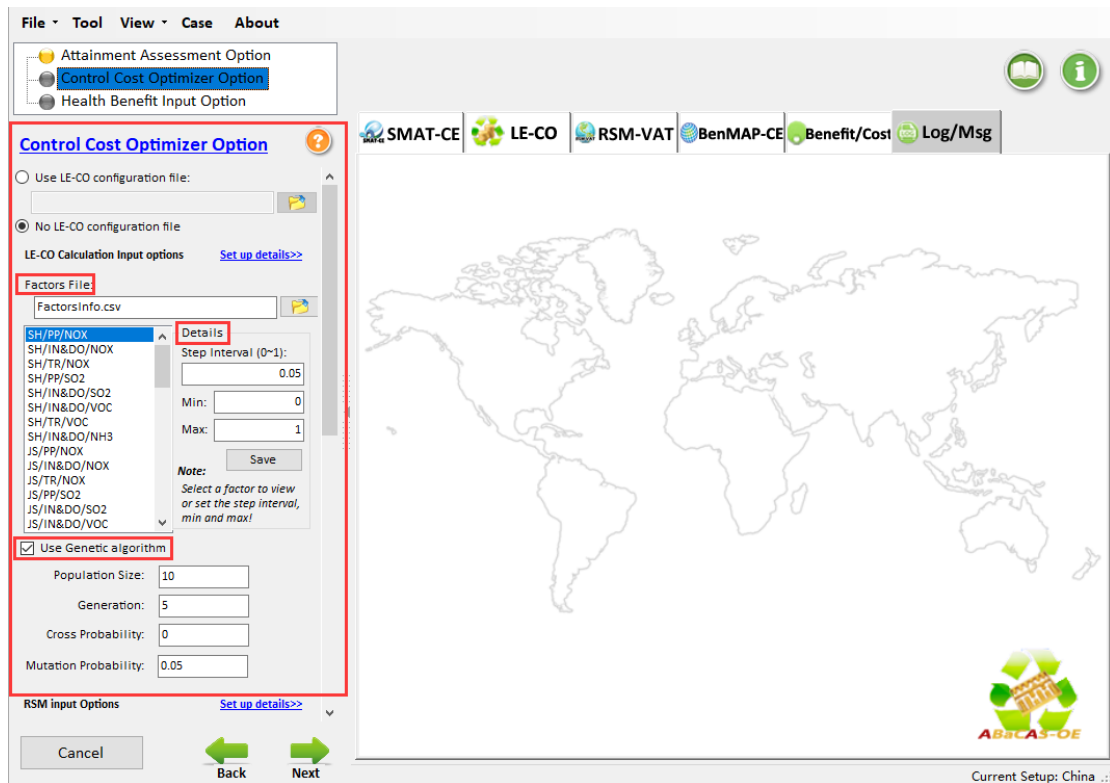 File Tool View Case About
Attainment Assessment Option
Control Cost Optimizer Option
Health Benefit Input Option
SMAT-CE LE-CO RSM-VAT BenMAP-CE Benefit/Cost Log/Msg
Control Cost Optimizer Option
Use LE-CO configuration file:
No LE-CO configuration file
LE-CO Calculation Input options Set up details>>
Factors File:
FactorsInfo.csv
SH/PP/NOX
SH/IN&DO/NOX
SH/TR/NOX
SH/PP/SO2
SH/IN&DO/SO2
SH/IN&DO/VOC
SH/TR/VOC
SH/IN&DO/NH3
JS/PP/NOX
JS/IN&DO/NOX
JS/TR/NOX
JS/PP/SO2
JS/IN&DO/SO2
JS/IN&DO/VOC
Details
Step Interval (0~1):
0.05
Min: 0
Max: 1
Save
Note:
Select a factor to view
or set the step interval,
min and max!
Use Genetic algorithm
Population Size: 10
Generation: 5
Cross Probability: 0
Mutation Probability: 0.05
RSM input Options Set up details>>
Cancel
Back Next
ABaCAS-OE
Current Setup: China